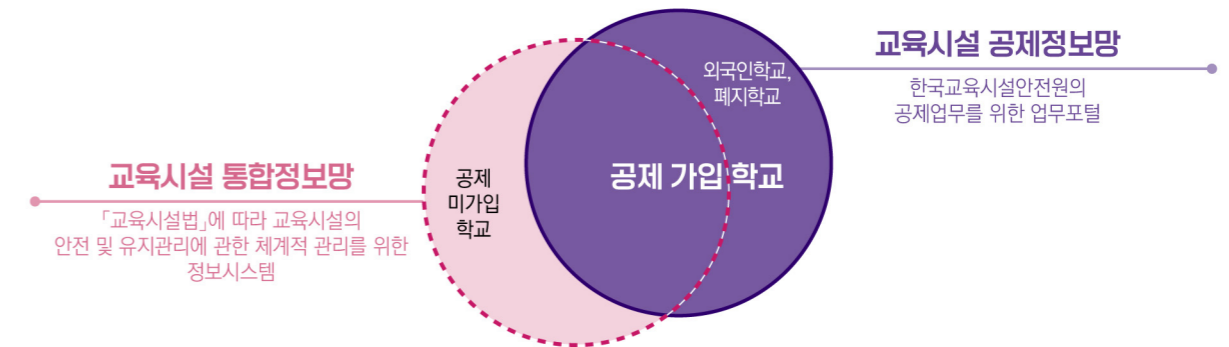 교육시설 공제정보망
한국교육시설안전원의
공제업무를 위한 업무포털
외국인학교,
폐지학교
공제 가입 학교
공제
미가입
학교
교육시설 통합정보망
「교육시설법」에 따라 교육시설의
안전 및 유지관리에 관한 체계적 관리를 위한
정보시스템